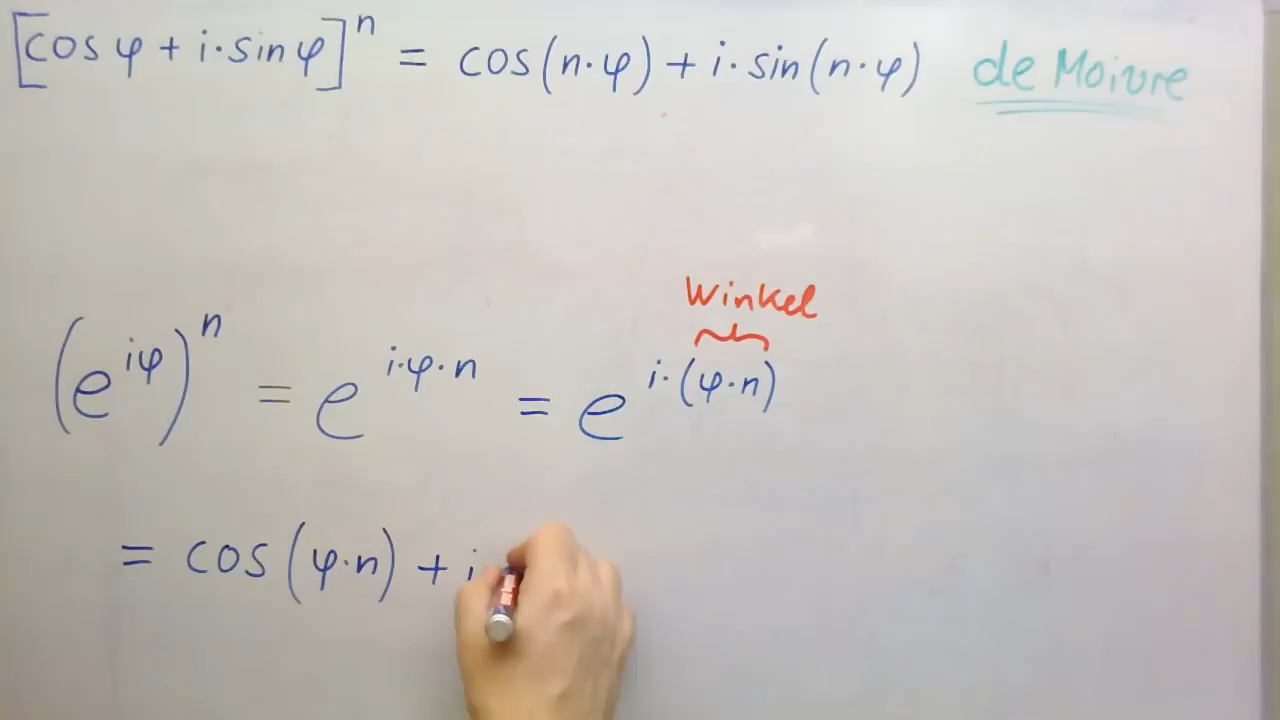 [cos φ + i·sin φ]ⁿ = cos(n·φ) + i·sin(n·φ) de Moivre
Winkel
(e^{iφ})ⁿ = e^{i·φ·n} = e^{i·(φ·n)}
= cos(φ·n) + i